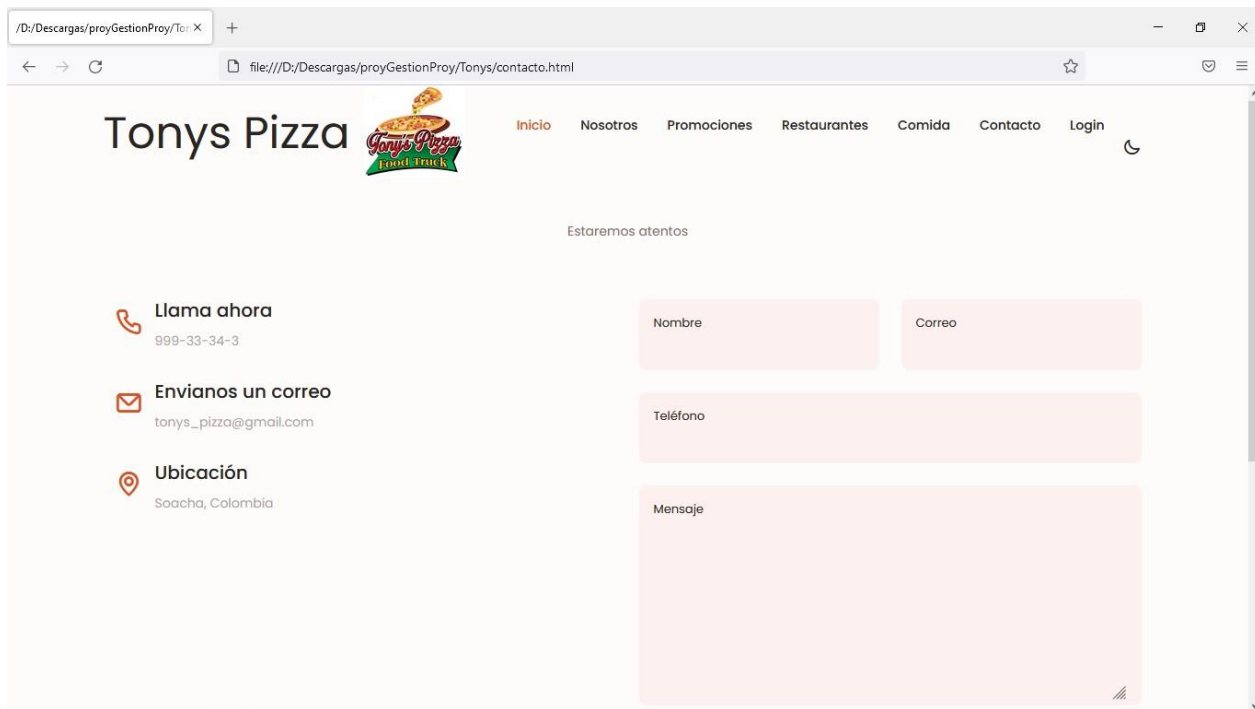 /D:/Descargas/proyGestionProy/Ton
file:///D:/Descargas/proyGestionProy/Tonys/contacto.html
Tonys Pizza
Tony's Pizza
Food Truck
Inicio Nosotros Promociones Restaurantes Comida Contacto Login
Estaremos atentos
Llama ahora
999-33-34-3
Envianos un correo
tonys_pizza@gmail.com
Ubicación
Soacha, Colombia
Nombre
Correo
Teléfono
Mensaje